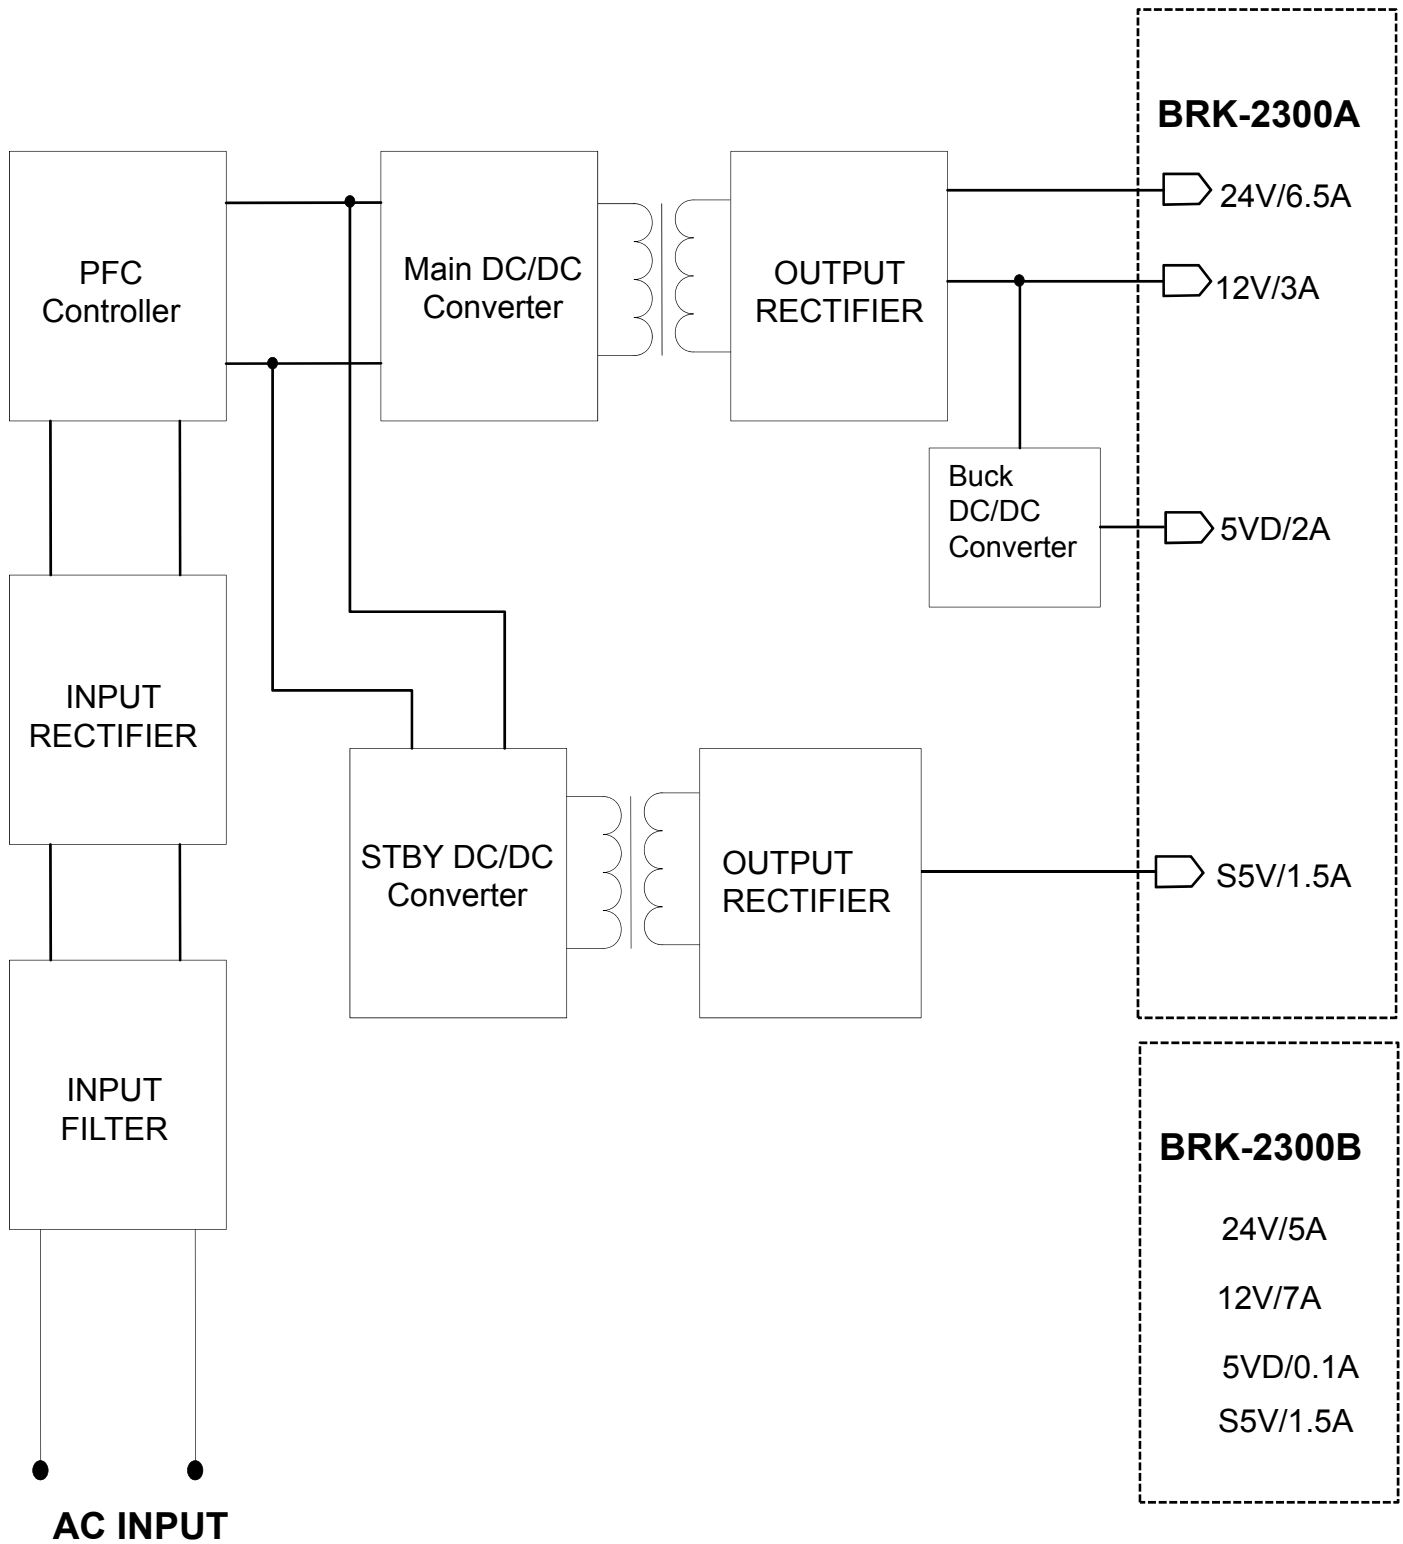 BRK-2300A
24V/6.5A
PFC
Controller
Main DC/DC
Converter
OUTPUT
RECTIFIER
12V/3A
Buck
DC/DC
Converter
5VD/2A
INPUT
RECTIFIER
STBY DC/DC
Converter
OUTPUT
RECTIFIER
S5V/1.5A
INPUT
FILTER
BRK-2300B
24V/5A
12V/7A
5VD/0.1A
S5V/1.5A
AC INPUT